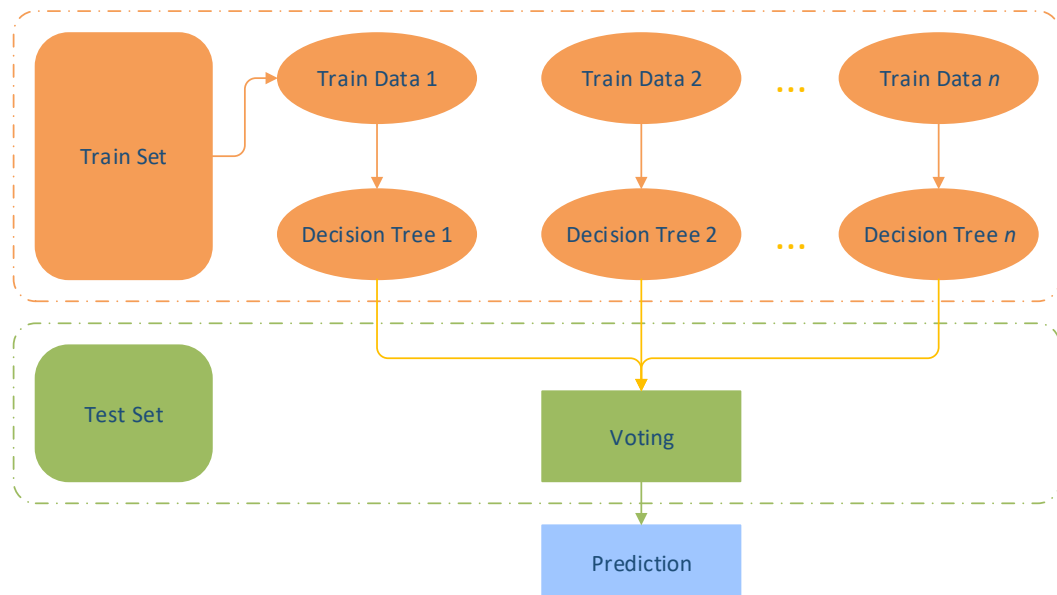 Train Set
Train Data 1
Train Data 2
...
Train Data n
Decision Tree 1
Decision Tree 2
...
Decision Tree n
Test Set
Voting
Prediction